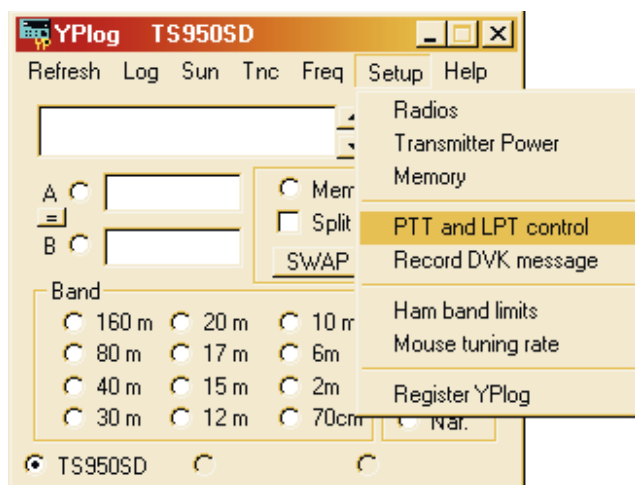 YPlog TS950SD
Refresh Log Sun Tnc Freq Setup Help
Radios
Transmitter Power
Memory
PTT and LPT control
Record DVK message
Ham band limits
Mouse tuning rate
Register YPlog
A Mem
= Split
B SWAP
Band
160 m 20 m 10 m
80 m 17 m 6m
40 m 15 m 2m
30 m 12 m 70cm Nar.
TS950SD